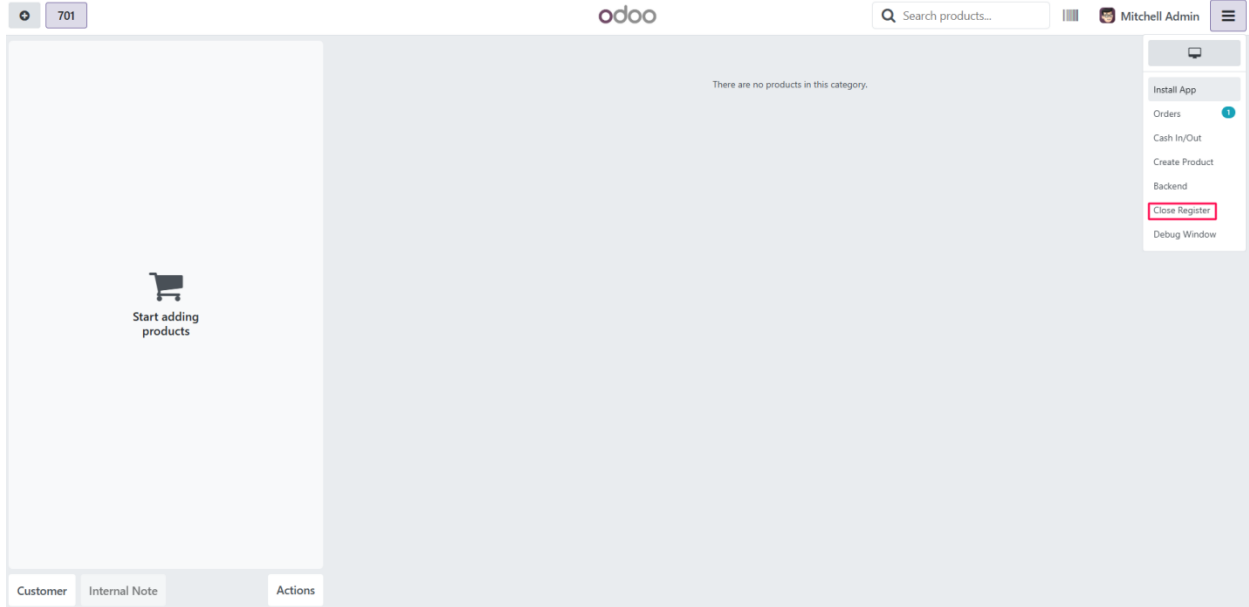 701
odoo
Search products...
Mitchell Admin
There are no products in this category.
Install App
Orders 1
Cash In/Out
Create Product
Backend
Close Register
Debug Window
Start adding
products
Customer
Internal Note
Actions